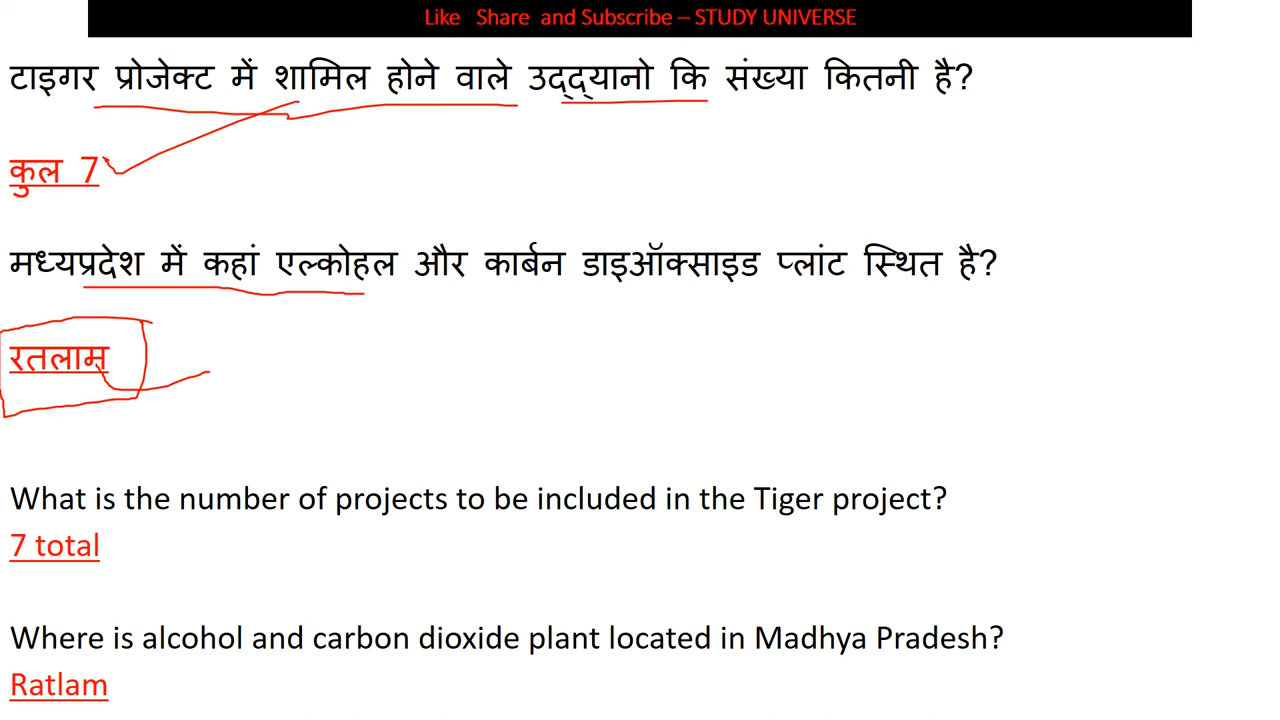 Like Share and Subscribe – STUDY UNIVERSE
टाइगर प्रोजेक्ट में शामिल होने वाले उद्द्यानो कि संख्या कितनी है?
कुल 7
मध्यप्रदेश में कहां एल्कोहल और कार्बन डाइऑक्साइड प्लांट स्थित है?
रतलाम
What is the number of projects to be included in the Tiger project?
7 total
Where is alcohol and carbon dioxide plant located in Madhya Pradesh?
Ratlam